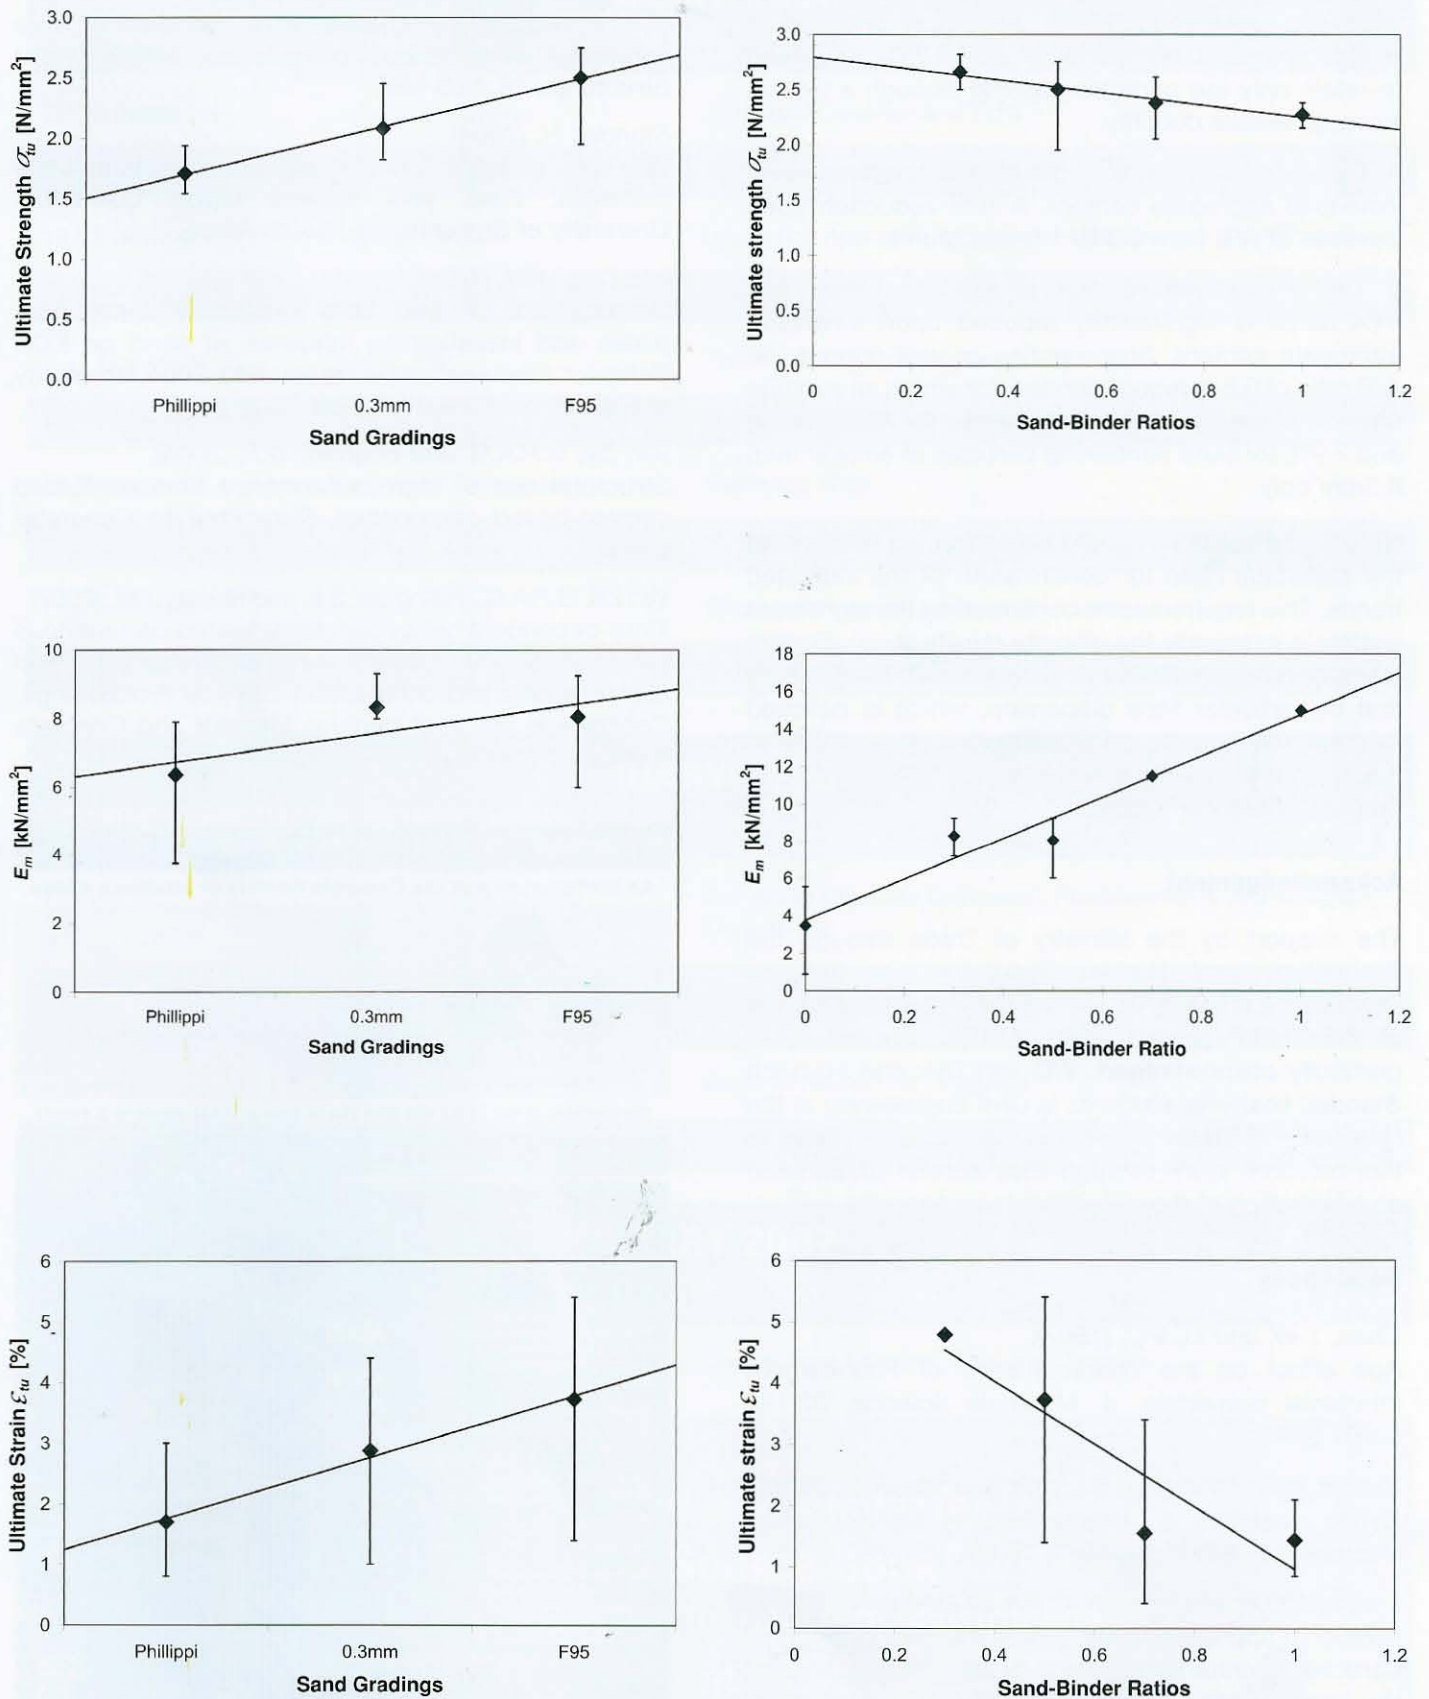 Ultimate Strength σtu [N/mm²]
3.0
2.5
2.0
1.5
1.0
0.5
0.0
Phillippi 0.3mm F95
Sand Gradings
Ultimate strength σtu [N/mm²]
3.0
2.5
2.0
1.5
1.0
0.5
0.0
0 0.2 0.4 0.6 0.8 1 1.2
Sand-Binder Ratios
Em [kN/mm²]
10
8
6
4
2
0
Phillippi 0.3mm F95
Sand Gradings
Em [kN/mm²]
18
16
14
12
10
8
6
4
2
0
0 0.2 0.4 0.6 0.8 1 1.2
Sand-Binder Ratio
Ultimate Strain εtu [%]
6
5
4
3
2
1
0
Phillippi 0.3mm F95
Sand Gradings
Ultimate strain εtu [%]
6
5
4
3
2
1
0
0 0.2 0.4 0.6 0.8 1 1.2
Sand-Binder Ratios